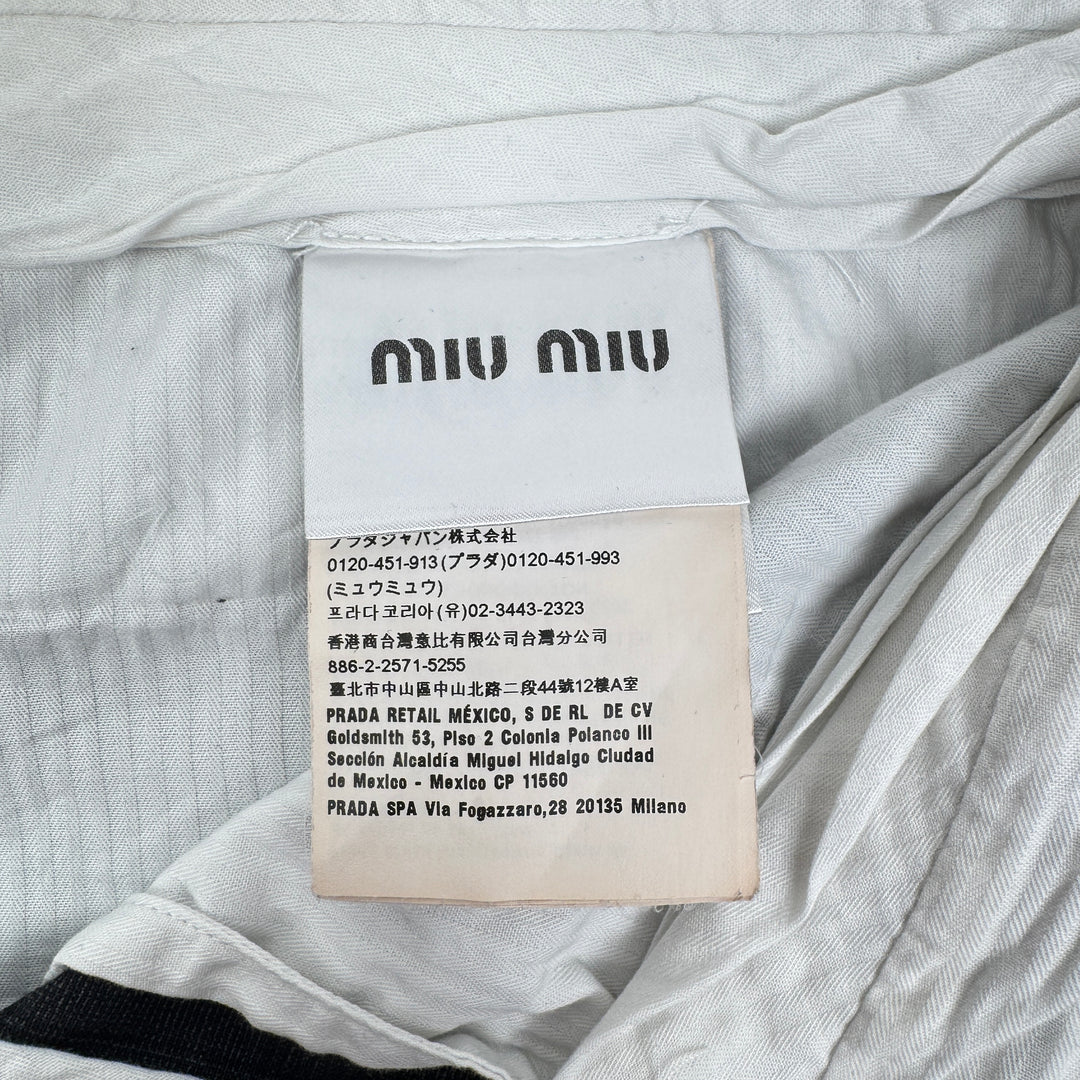 miu miu
プラダジャパン株式会社
0120-451-913(プラダ)0120-451-993
(ミュウミュウ)
프라다코리아(유)02-3443-2323
香港商台灣意比有限公司台灣分公司
886-2-2571-5255
臺北市中山區中山北路二段44號12樓A室
PRADA RETAIL MÉXICO, S DE RL DE CV
Goldsmith 53, Piso 2 Colonia Polanco III
Sección Alcaldía Miguel Hidalgo Ciudad
de Mexico - Mexico CP 11560
PRADA SPA Via Fogazzaro,28 20135 Milano